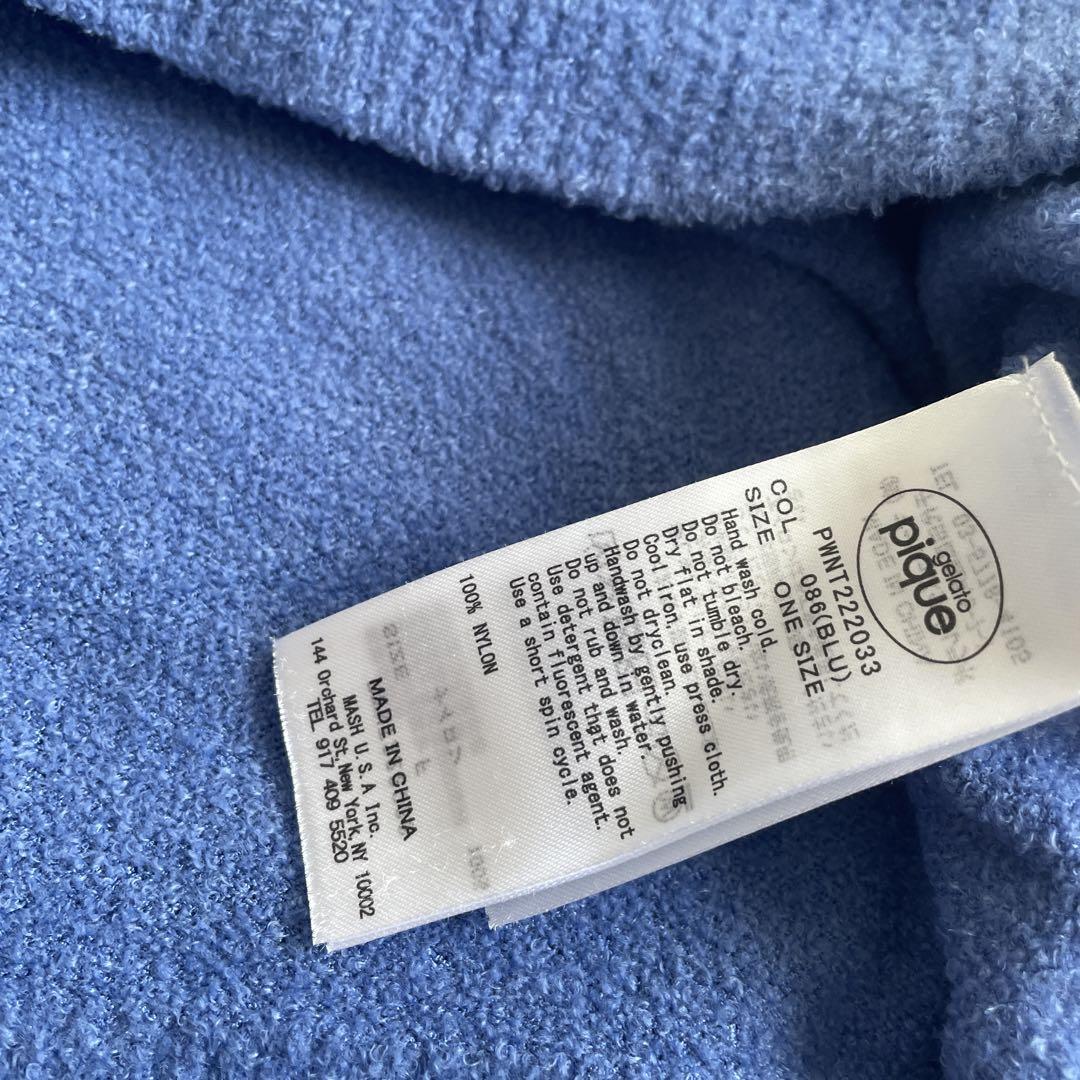 gelato
pique
PWNT222033
COL 086(BLU)
SIZE ONE SIZE
Hand wash cold.
Do not bleach.
Do not tumble dry.
Dry flat in shade.
Cool iron. use press cloth.
Do not dryclean.
Handwash by gently pushing
up and down in water.
Do not rub and wash.
Use detergent that does not
contain fluorescent agent.
Use a short spin cycle.
100% NYLON
MADE IN CHINA
MASH U. S. A Inc.
144 Orchard St, New York, NY 10002
TEL 917 409 5520